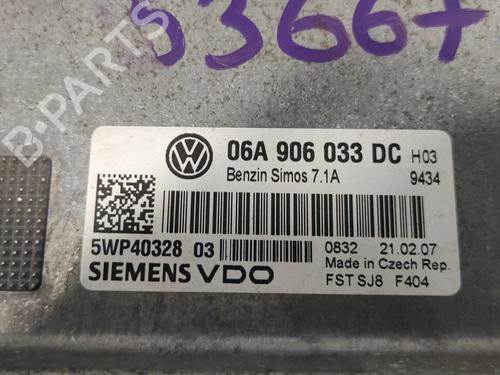 53667
B-PARTS
06A 906 033 DC H03
Benzin Simos 7.1A 9434
5WP40328 03 0832 21.02.07
SIEMENS VDO Made in Czech Rep.
FST SJ8 F404